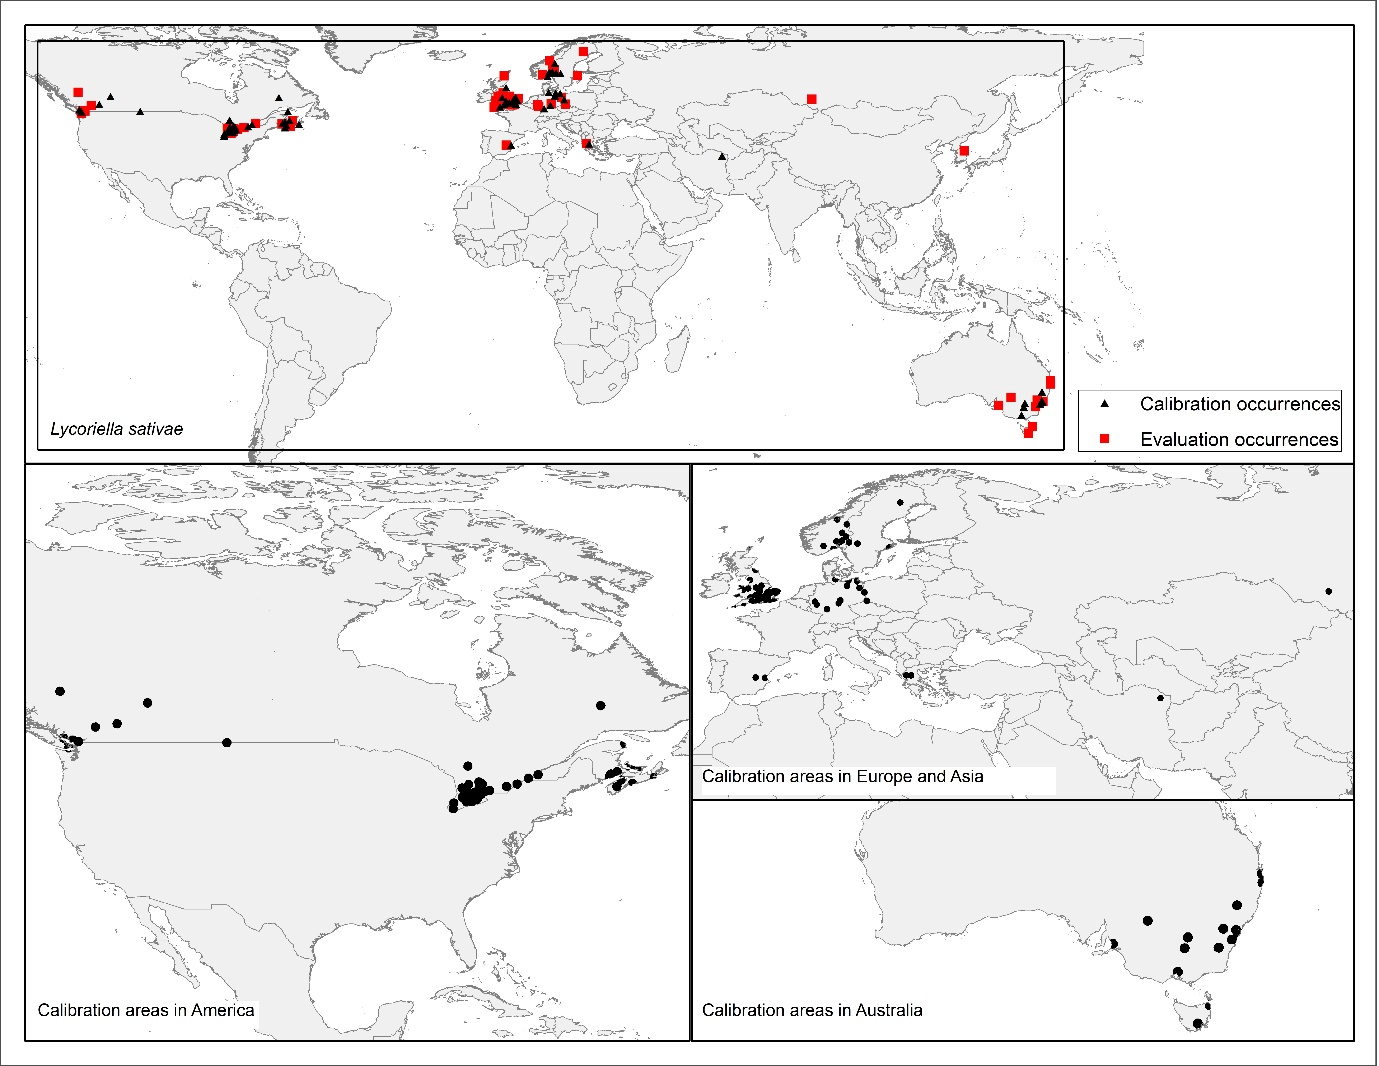 Lycoriella sativae
Calibration occurrences
Evaluation occurrences
Calibration areas in America
Calibration areas in Europe and Asia
Calibration areas in Australia